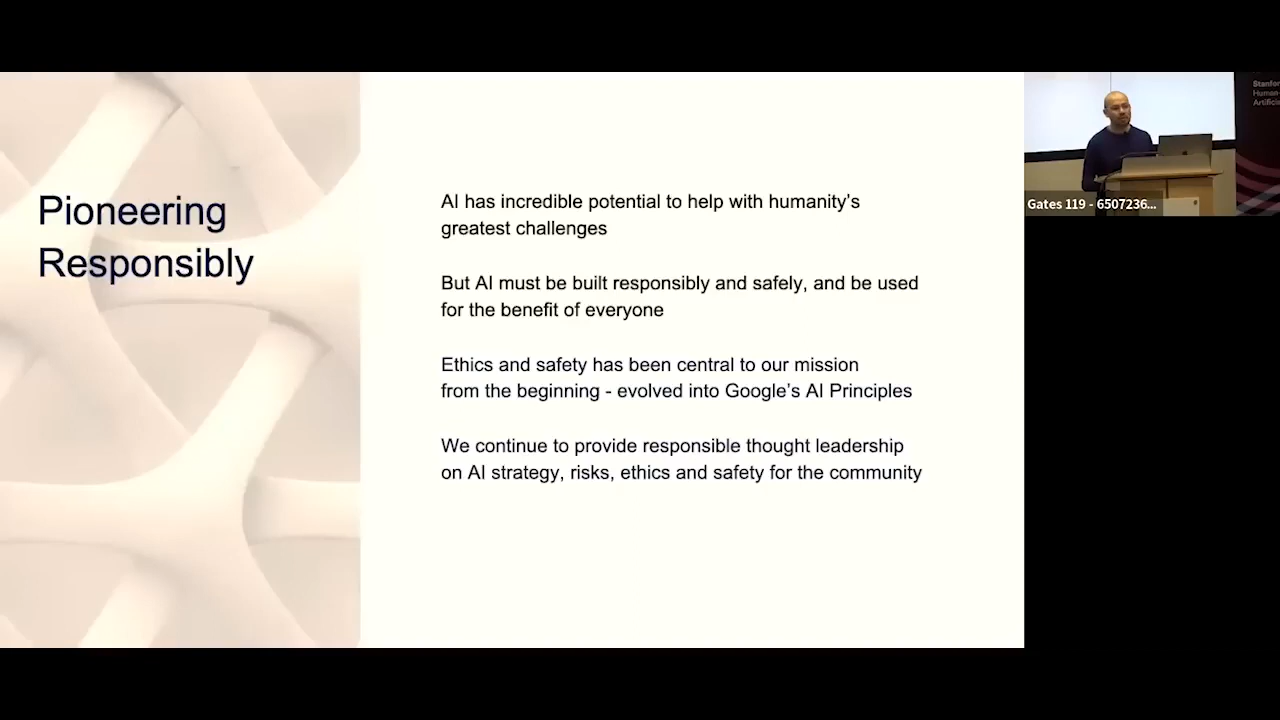 Pioneering
Responsibly
AI has incredible potential to help with humanity's
greatest challenges
But AI must be built responsibly and safely, and be used
for the benefit of everyone
Ethics and safety has been central to our mission
from the beginning - evolved into Google's AI Principles
We continue to provide responsible thought leadership
on AI strategy, risks, ethics and safety for the community
Stanfor
Human-
Artificia
Gates 119 - 6507236...